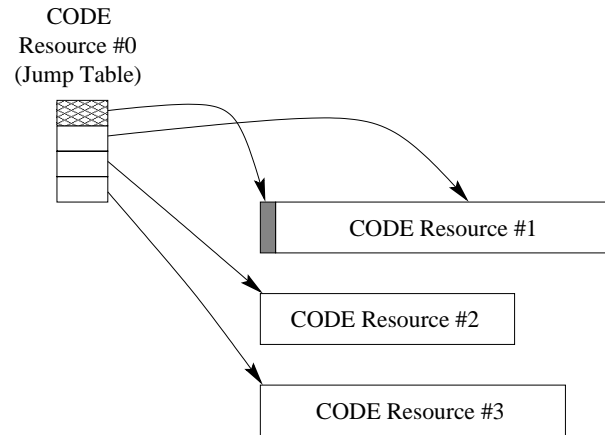 CODE
Resource #0
(Jump Table)
CODE Resource #1
CODE Resource #2
CODE Resource #3